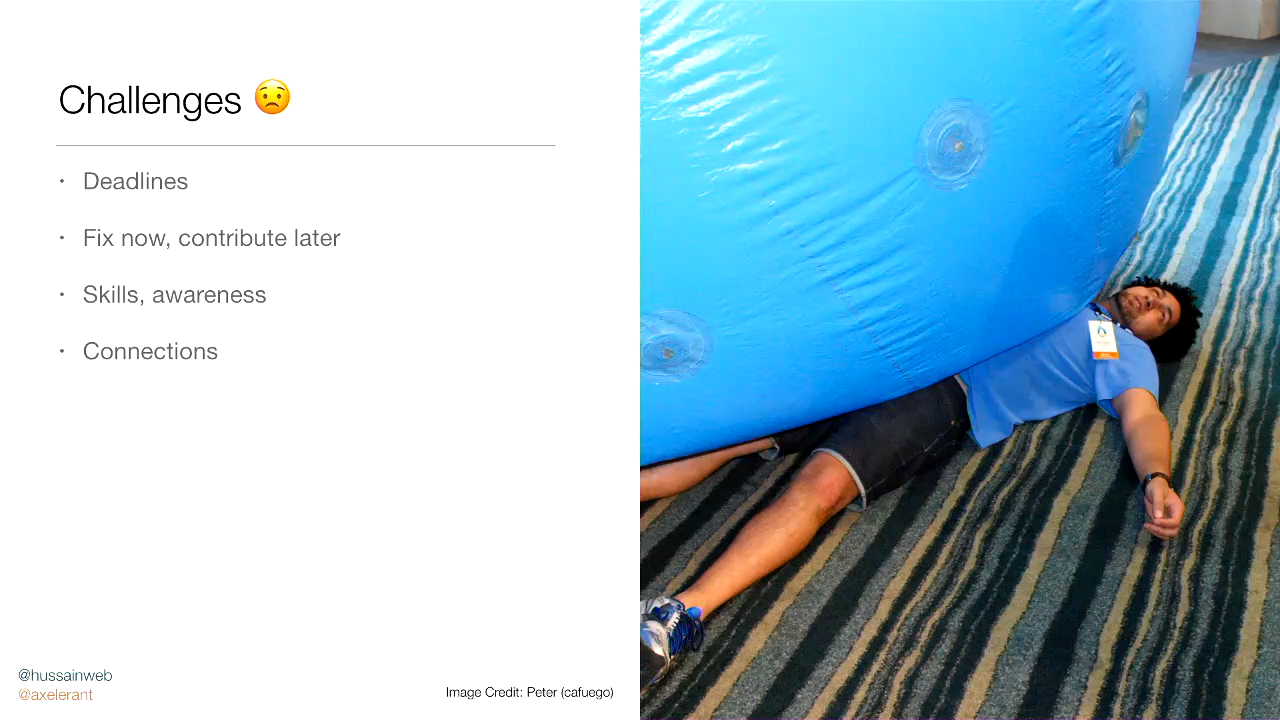 Challenges 😟
• Deadlines
• Fix now, contribute later
• Skills, awareness
• Connections
@hussainweb
@axelerant
Image Credit: Peter (cafuego)